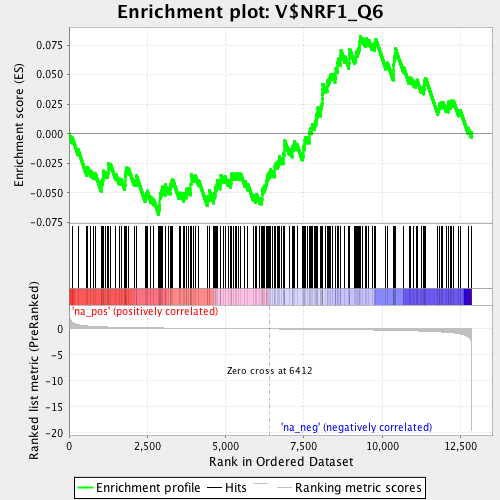 Enrichment plot: V$NRF1_Q6
Enrichment score (ES)
0.075
0.050
0.025
0.000
-0.025
-0.050
-0.075
'na_pos' (positively correlated)
'na_neg' (negatively correlated)
Zero cross at 6412
Ranked list metric (PreRanked)
0
-5
-10
-15
-20
0
2,500
5,000
7,500
10,000
12,500
Rank in Ordered Dataset
Enrichment profile
Hits
Ranking metric scores